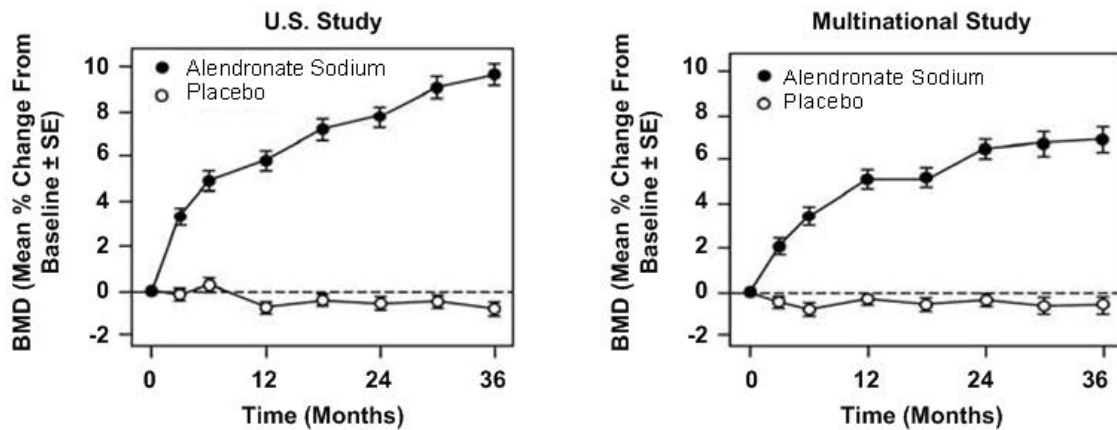 U.S. Study
BMD (Mean % Change From
Baseline ± SE)
10
8
6
4
2
0
-2
Alendronate Sodium
Placebo
0
12
24
36
Time (Months)
Multinational Study
BMD (Mean % Change From
Baseline ± SE)
10
8
6
4
2
0
-2
Alendronate Sodium
Placebo
0
12
24
36
Time (Months)